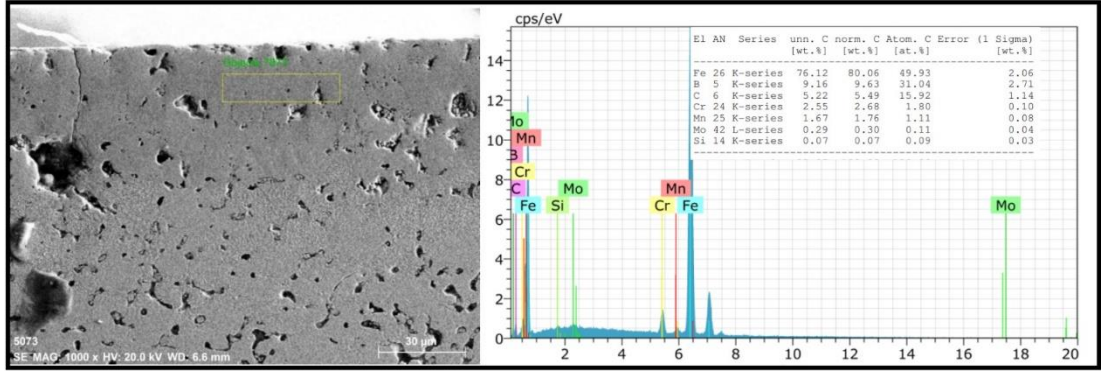 5073
SE MAG: 1000 x HV: 20.0 kV WD: 6.6 mm
30 µm
cps/eV
El AN Series unn. C norm. C Atom. C Error (1 Sigma)
[wt.%] [wt.%] [at.%] [wt.%]
Fe 26 K-series 76.12 80.06 49.93 2.06
B 5 K-series 9.16 9.63 31.04 2.71
C 6 K-series 5.22 5.49 15.92 1.14
Cr 24 K-series 2.55 2.68 1.80 0.10
Mn 25 K-series 1.67 1.76 1.11 0.08
Mo 42 L-series 0.29 0.30 0.11 0.04
Si 14 K-series 0.07 0.07 0.09 0.03
14
12
10
8
6
4
2
0
Mo
Mn
B
Cr
C
Fe
Si
Mo
Cr
Mn
Fe
Mo
2 4 6 8 10 12 14 16 18 20